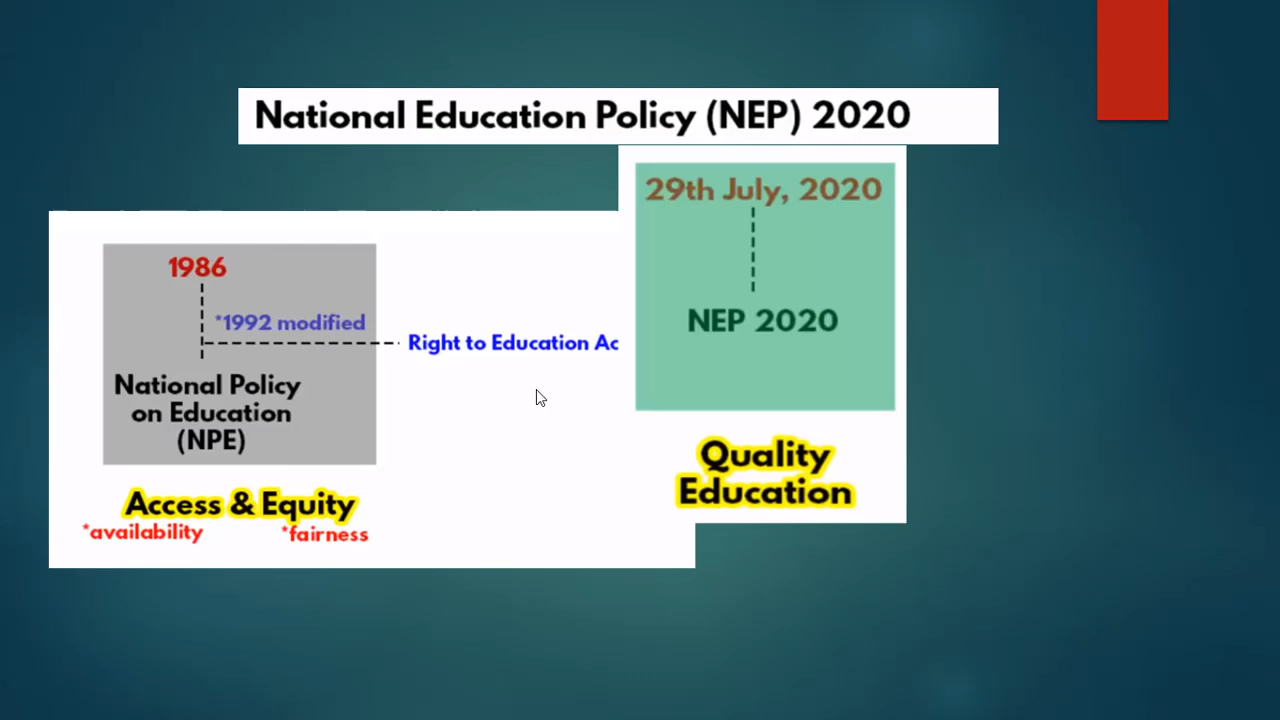 National Education Policy (NEP) 2020
1986
*1992 modified
Right to Education Ac
National Policy
on Education
(NPE)
Access & Equity
*availability *fairness
29th July, 2020
NEP 2020
Quality
Education